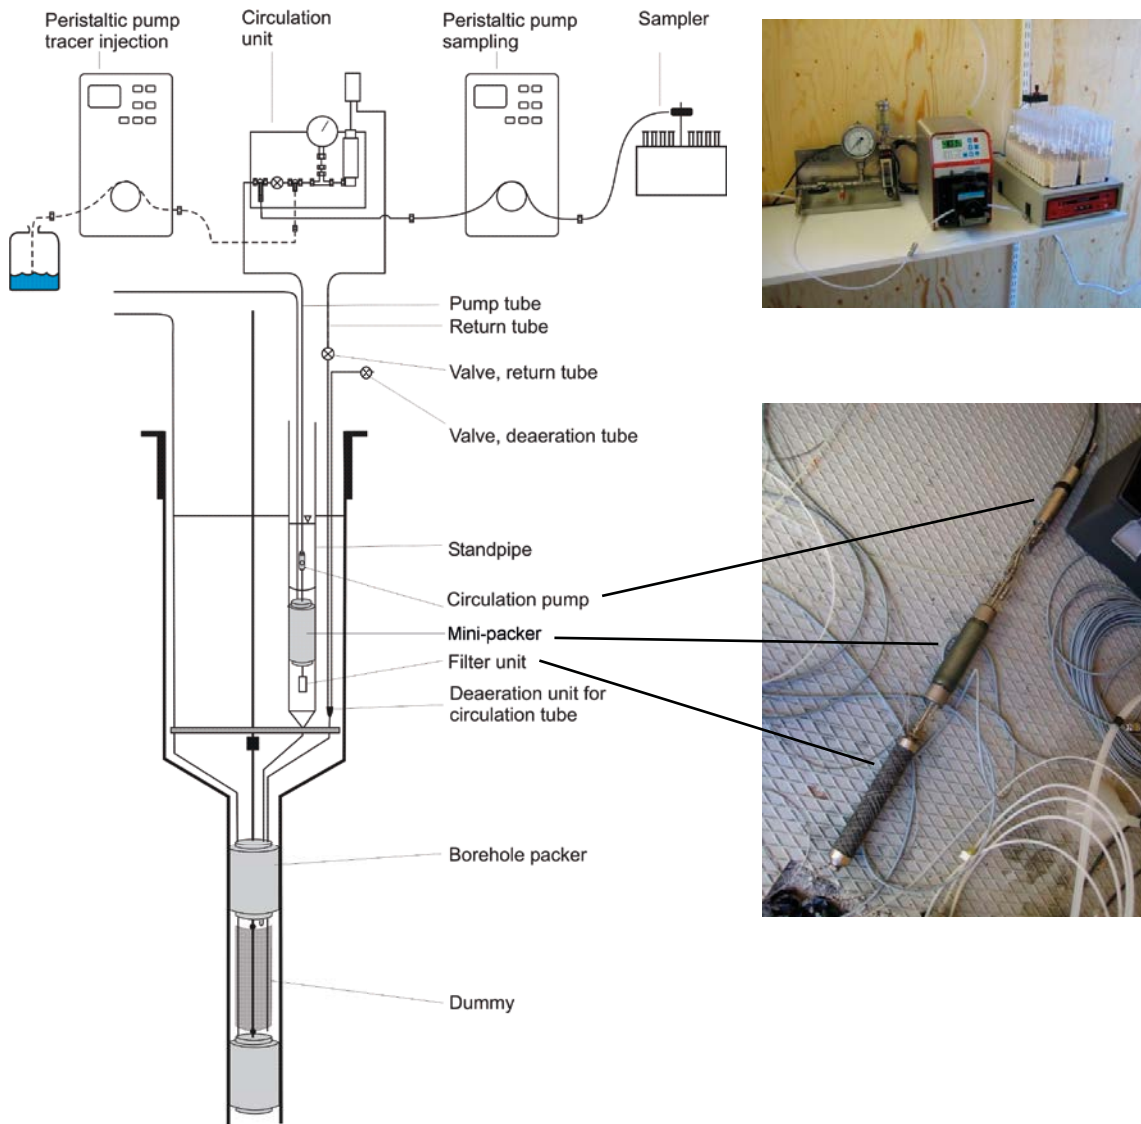 Peristaltic pump
tracer injection
Circulation
unit
Peristaltic pump
sampling
Sampler
Pump tube
Return tube
Valve, return tube
Valve, deaeration tube
Standpipe
Circulation pump
Mini-packer
Filter unit
Deaeration unit for
circulation tube
Borehole packer
Dummy